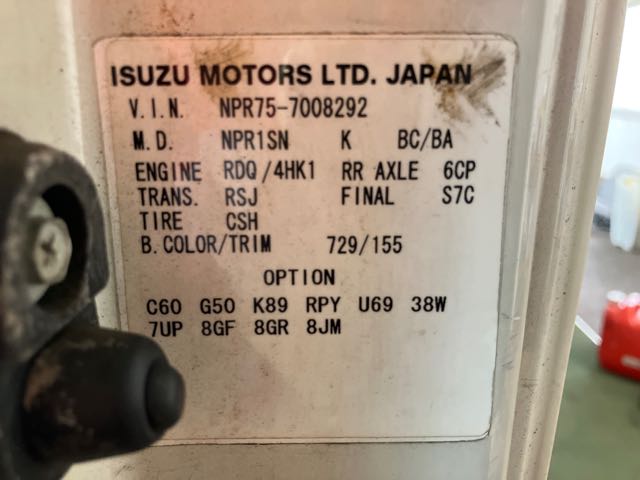 ISUZU MOTORS LTD. JAPAN
V.I.N. NPR75-7008292
M.D. NPR1SN K BC/BA
ENGINE RDQ/4HK1 RR AXLE 6CP
TRANS. RSJ FINAL S7C
TIRE CSH
B.COLOR/TRIM 729/155
OPTION
C60 G50 K89 RPY U69 38W
7UP 8GF 8GR 8JM